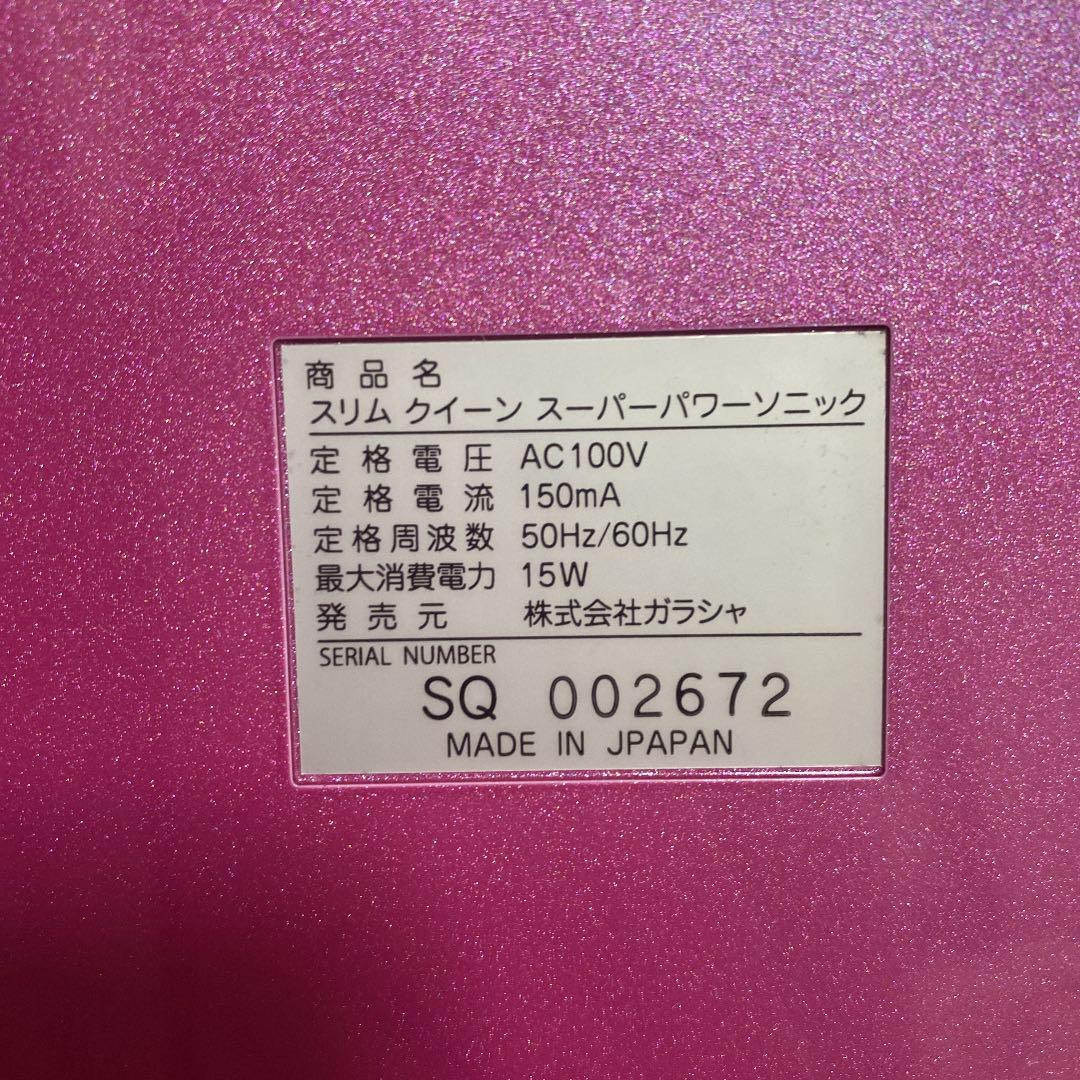 商品名
スリム クイーン スーパーパワーソニック
定格電圧 AC100V
定格電流 150mA
定格周波数 50Hz/60Hz
最大消費電力 15W
発売元 株式会社ガラシャ
SERIAL NUMBER
SQ 002672
MADE IN JPAPAN